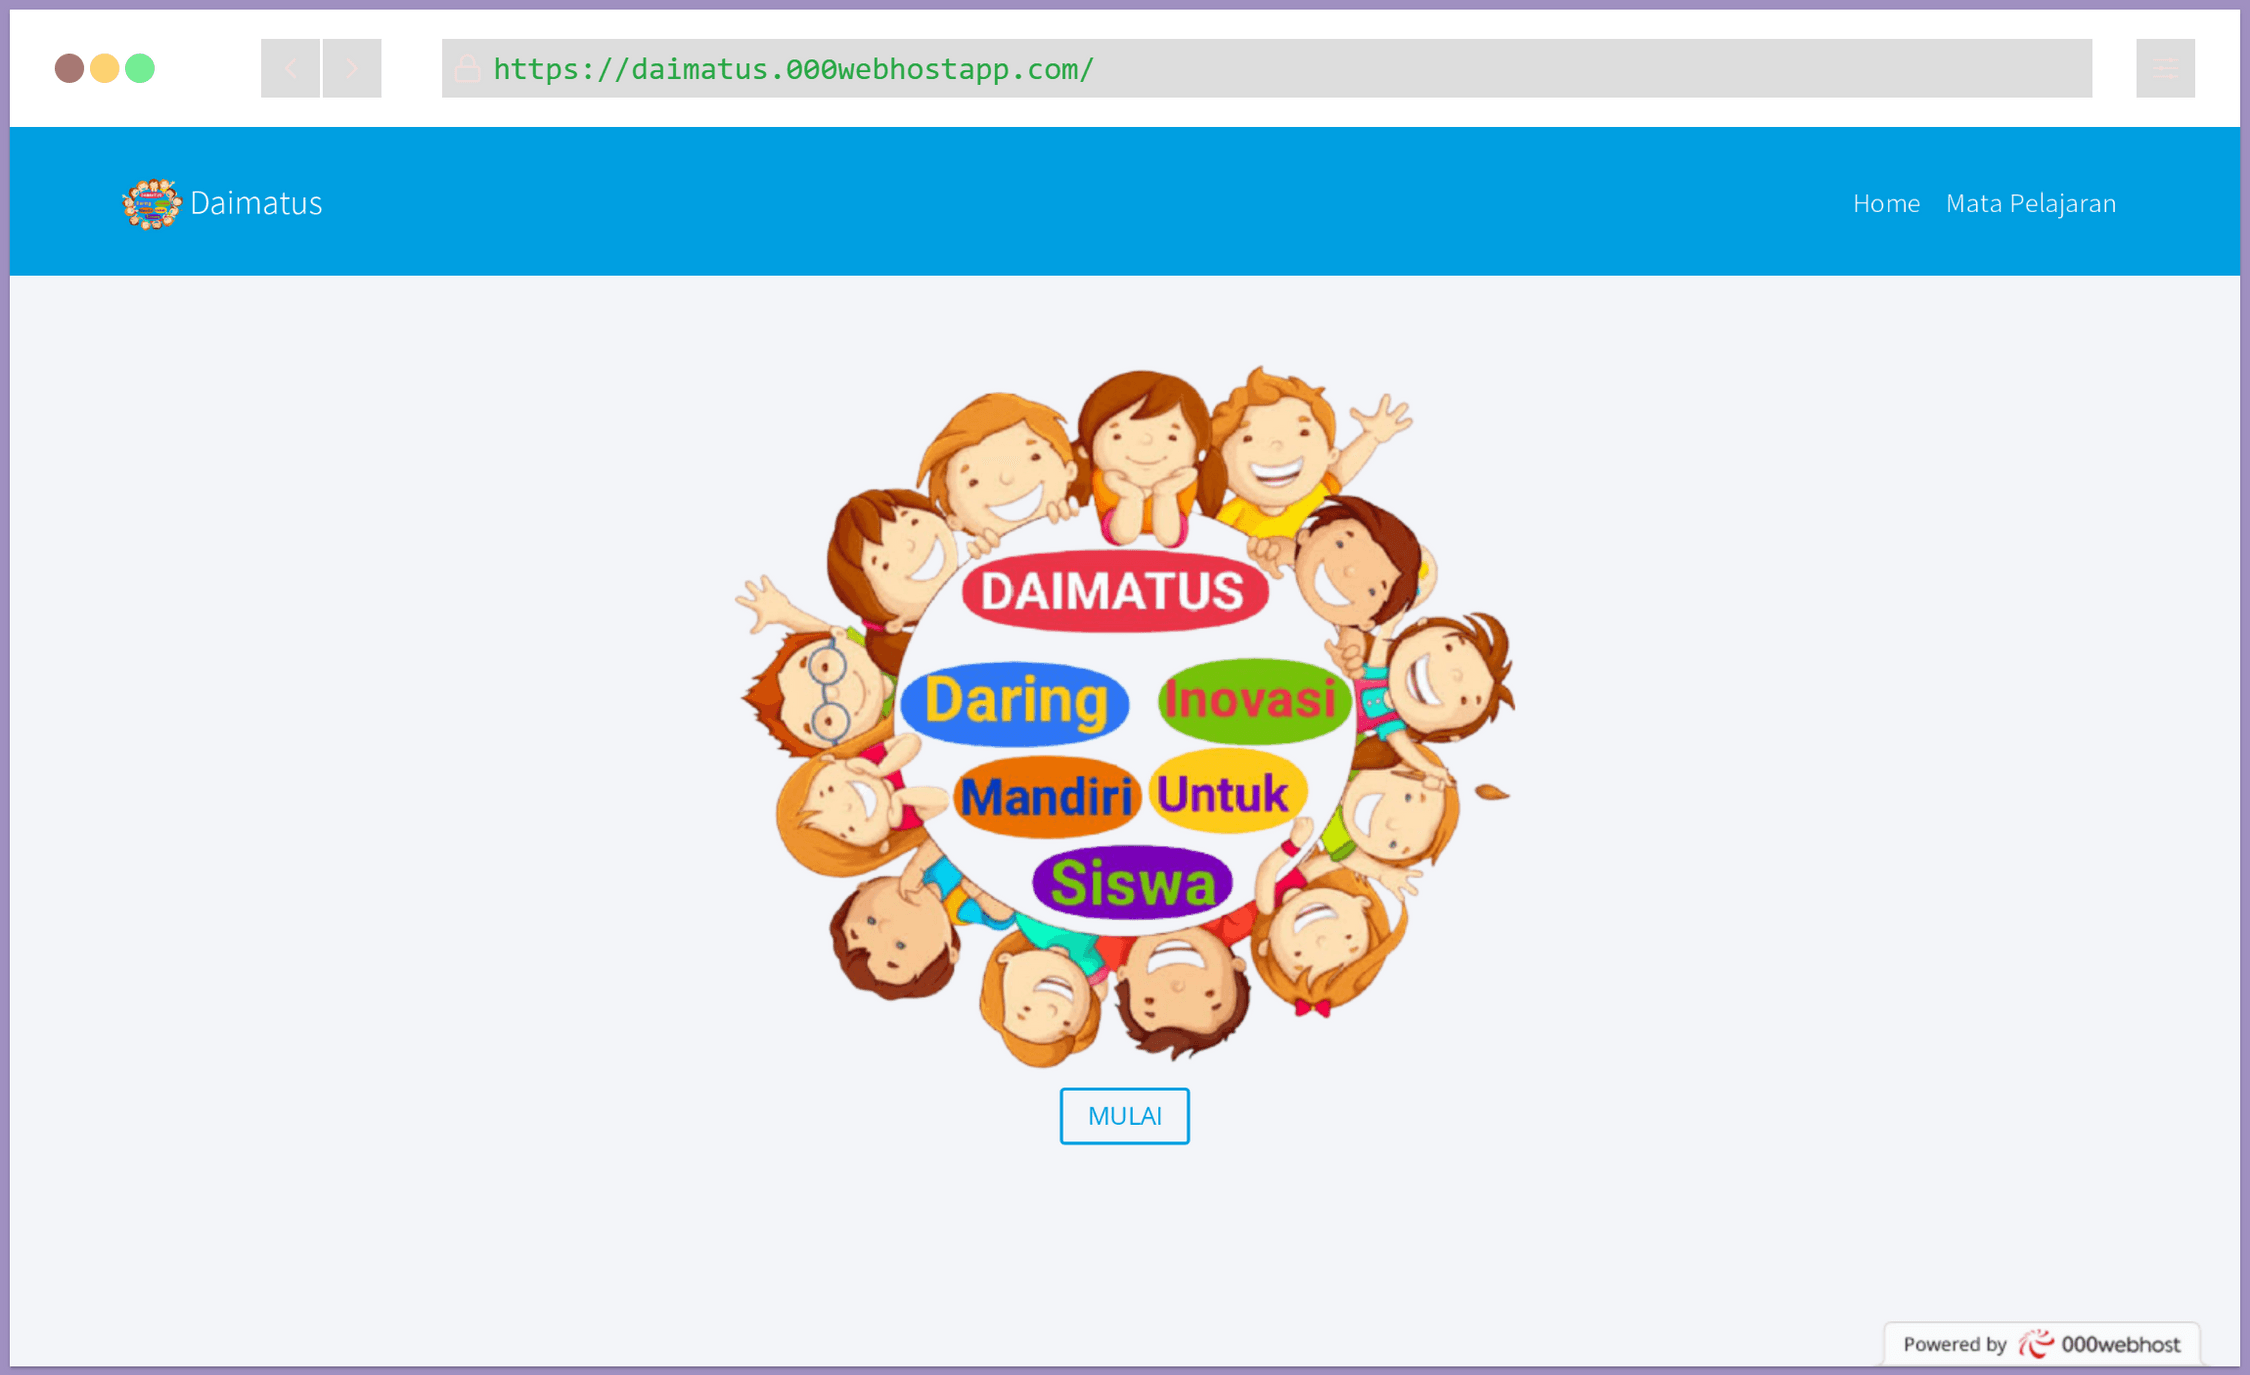 https://daimatus.000webhostapp.com/
Daimatus
Home Mata Pelajaran
DAIMATUS
Daring Inovasi
Mandiri Untuk
Siswa
MULAI
Powered by 000webhost